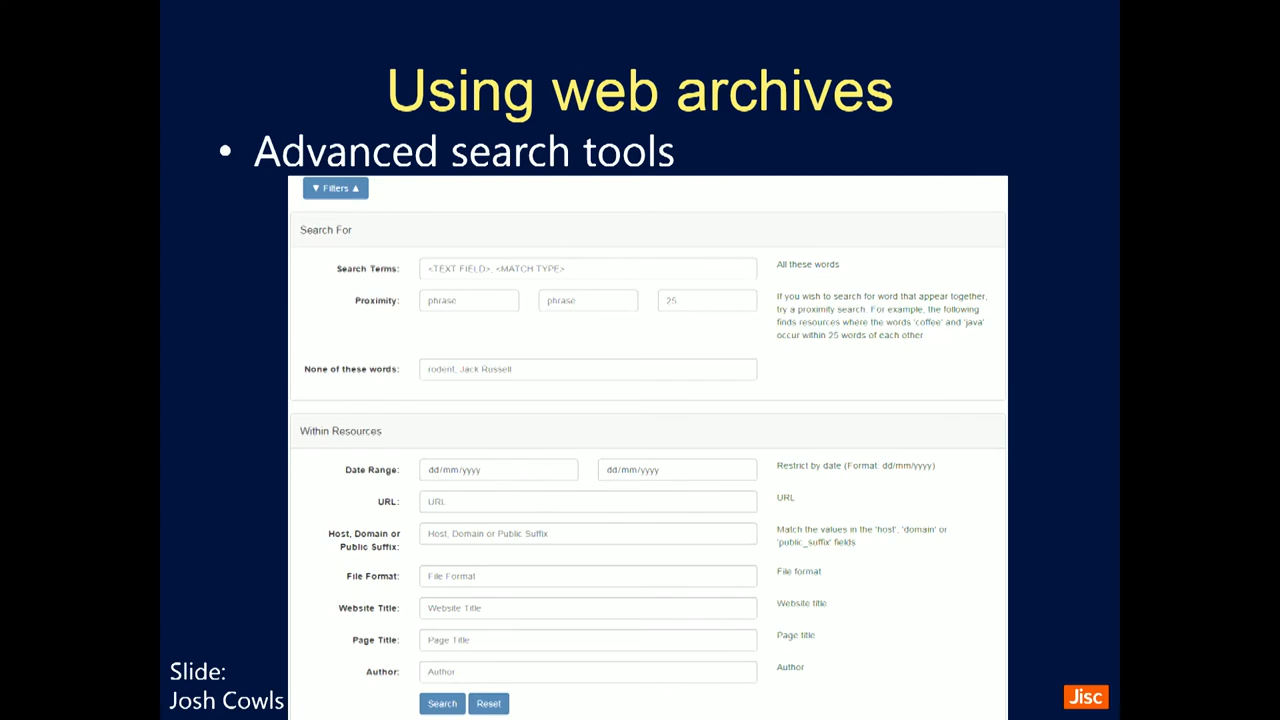 Using web archives
• Advanced search tools
▼ Filters ▲
Search For
Search Terms: <TEXT FIELD>, <MATCH TYPE> All these words
Proximity: phrase phrase 25 If you wish to search for word that appear together,
try a proximity search. For example, the following
finds resources where the words 'coffee' and 'java'
occur within 25 words of each other
None of these words: rodent, Jack Russell
Within Resources
Date Range: dd/mm/yyyy dd/mm/yyyy Restrict by date (Format: dd/mm/yyyy)
URL: URL URL
Host, Domain or Host, Domain or Public Suffix Match the values in the 'host', 'domain' or
Public Suffix: 'public_suffix' fields
File Format: File Format File format
Website Title: Website Title Website title
Page Title: Page Title Page title
Author: Author Author
Search Reset
Slide:
Josh Cowls
Jisc